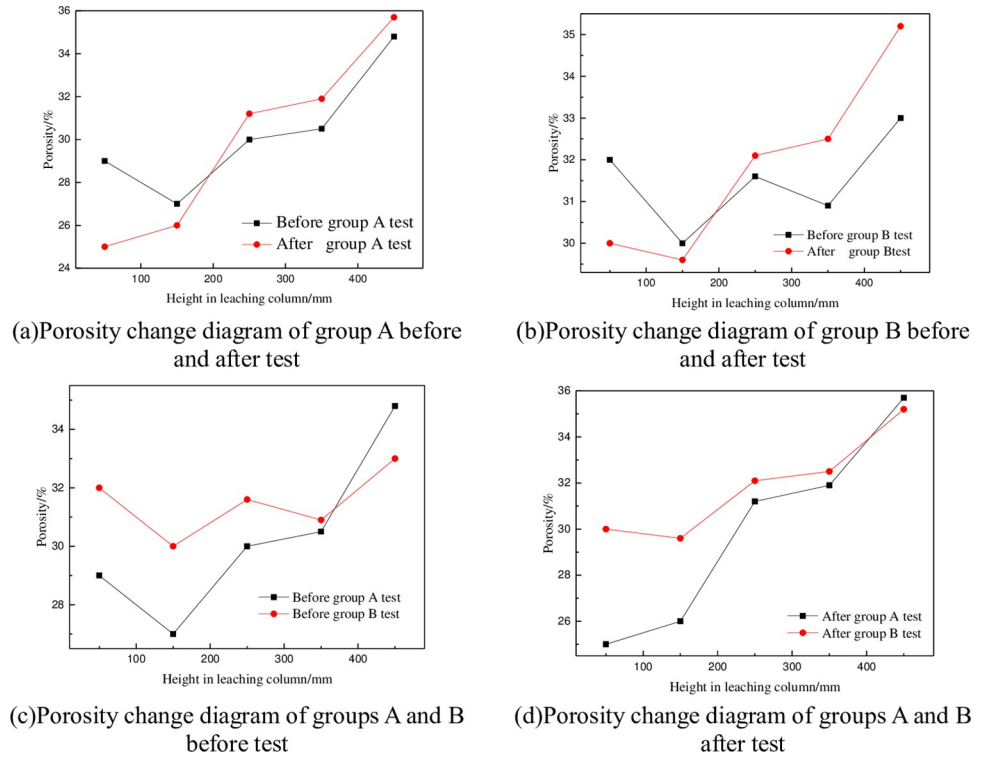 36
34
32
30
28
26
24
Porosity/%
100
200
300
400
Height in leaching column/mm
Before group A test
After group A test
(a)Porosity change diagram of group A before
and after test
35
33
32
30
Porosity/%
100
200
300
400
Height in leaching column/mm
Before group B test
After group Btest
(b)Porosity change diagram of group B before
and after test
34
32
30
28
Porosity/%
100
200
300
400
Height in leaching column/mm
Before group A test
Before group B test
(c)Porosity change diagram of groups A and B
before test
36
34
32
30
28
26
Porosity/%
100
200
300
400
Height in leaching column/mm
After group A test
After group B test
(d)Porosity change diagram of groups A and B
after test